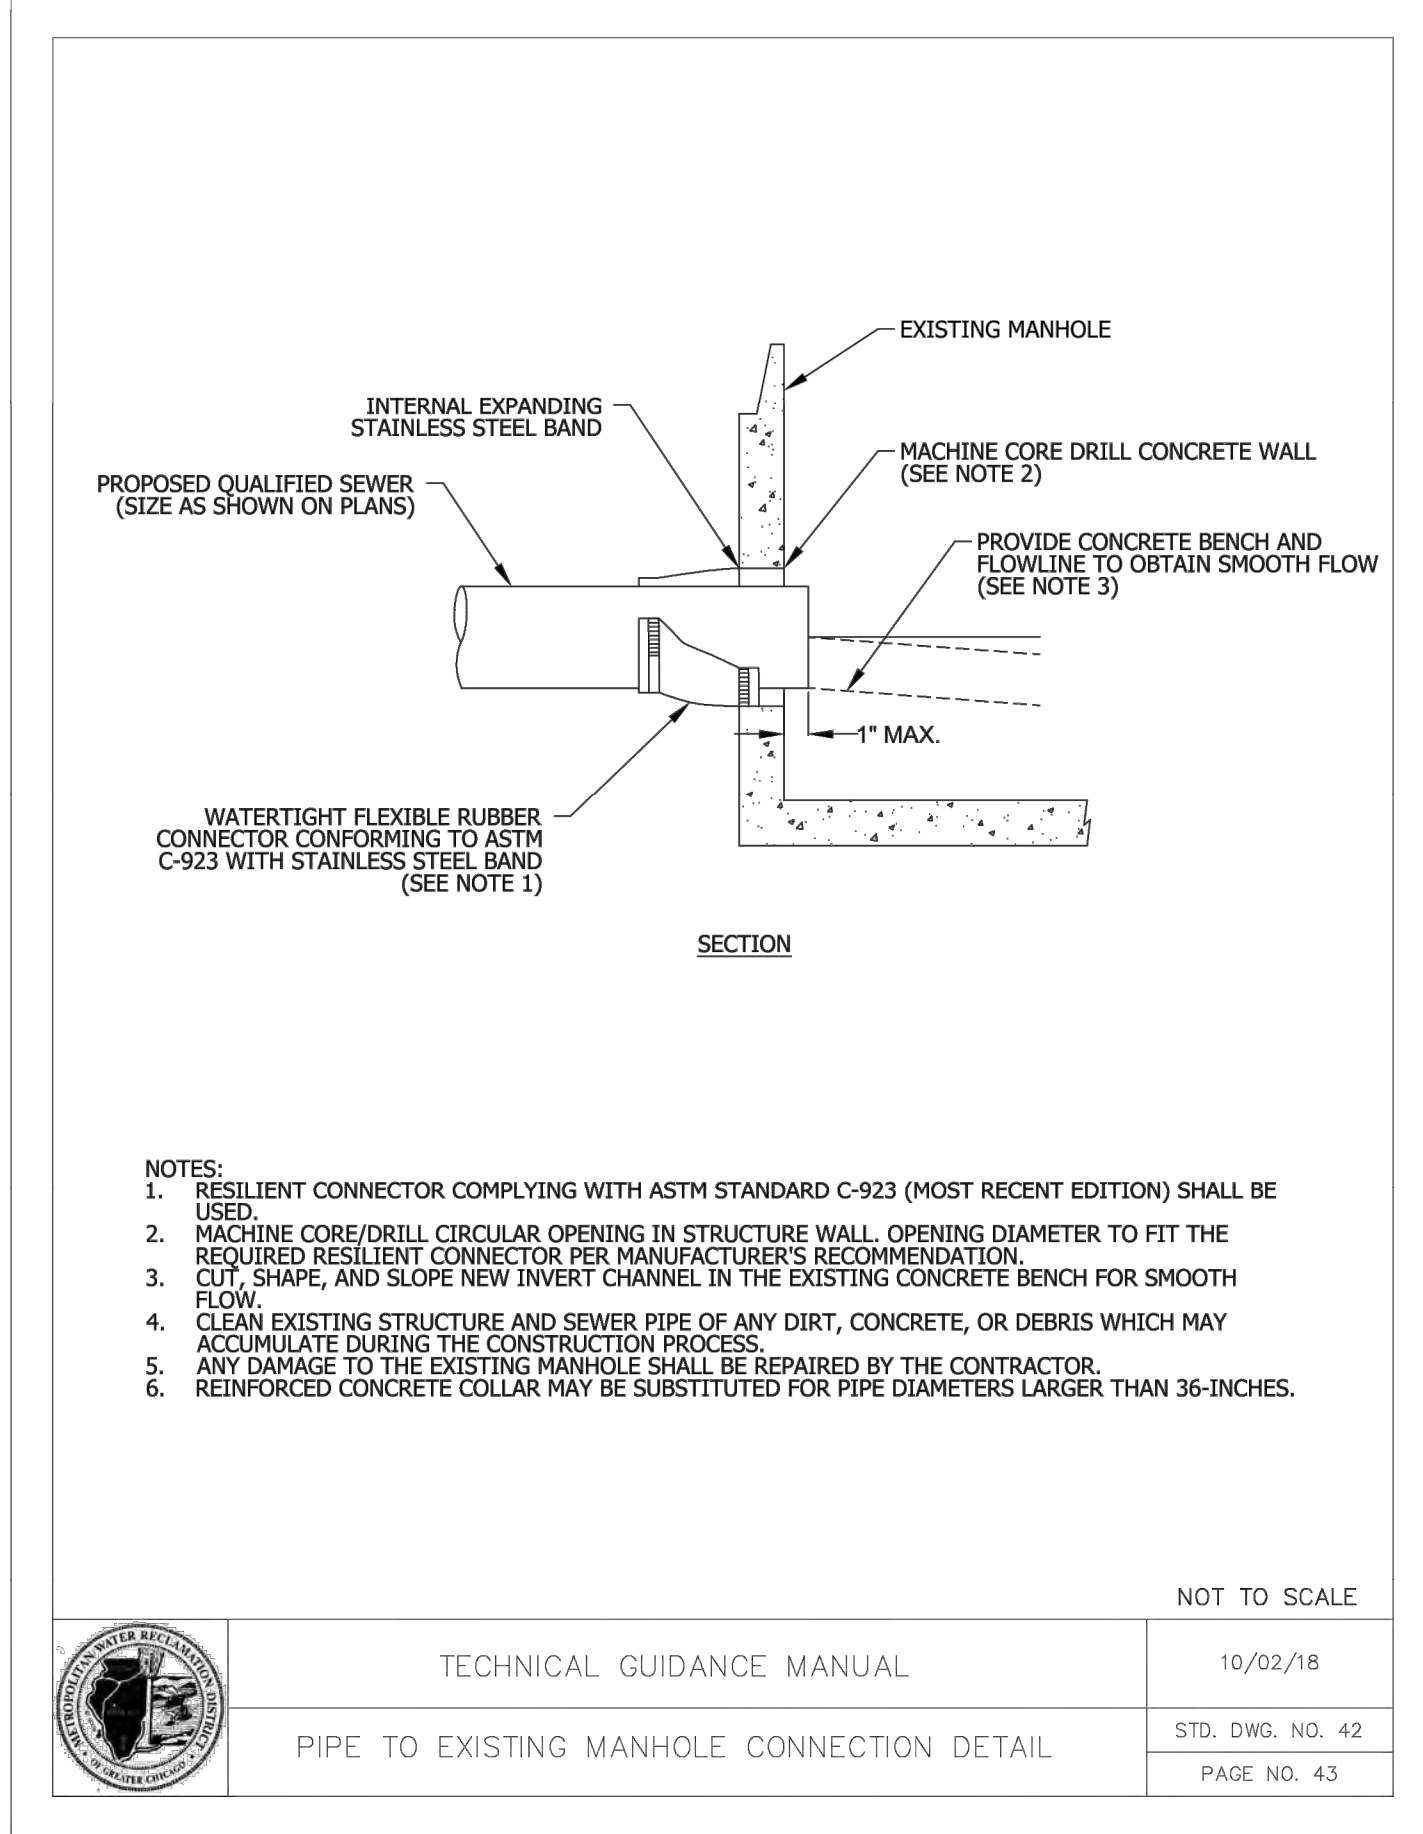 EXISTING MANHOLE
INTERNAL EXPANDING
STAINLESS STEEL BAND
MACHINE CORE DRILL CONCRETE WALL
(SEE NOTE 2)
PROPOSED QUALIFIED SEWER
(SIZE AS SHOWN ON PLANS)
PROVIDE CONCRETE BENCH AND
FLOWLINE TO OBTAIN SMOOTH FLOW
(SEE NOTE 3)
1" MAX.
WATERTIGHT FLEXIBLE RUBBER
CONNECTOR CONFORMING TO ASTM
C-923 WITH STAINLESS STEEL BAND
(SEE NOTE 1)
SECTION
NOTES:
1. RESILIENT CONNECTOR COMPLYING WITH ASTM STANDARD C-923 (MOST RECENT EDITION) SHALL BE
USED.
2. MACHINE CORE/DRILL CIRCULAR OPENING IN STRUCTURE WALL. OPENING DIAMETER TO FIT THE
REQUIRED RESILIENT CONNECTOR PER MANUFACTURER'S RECOMMENDATION.
3. CUT, SHAPE, AND SLOPE NEW INVERT CHANNEL IN THE EXISTING CONCRETE BENCH FOR SMOOTH
FLOW.
4. CLEAN EXISTING STRUCTURE AND SEWER PIPE OF ANY DIRT, CONCRETE, OR DEBRIS WHICH MAY
ACCUMULATE DURING THE CONSTRUCTION PROCESS.
5. ANY DAMAGE TO THE EXISTING MANHOLE SHALL BE REPAIRED BY THE CONTRACTOR.
6. REINFORCED CONCRETE COLLAR MAY BE SUBSTITUTED FOR PIPE DIAMETERS LARGER THAN 36-INCHES.
NOT TO SCALE
METROPOLITAN WATER RECLAMATION DISTRICT
OF GREATER CHICAGO
TECHNICAL GUIDANCE MANUAL
10/02/18
PIPE TO EXISTING MANHOLE CONNECTION DETAIL
STD. DWG. NO. 42
PAGE NO. 43